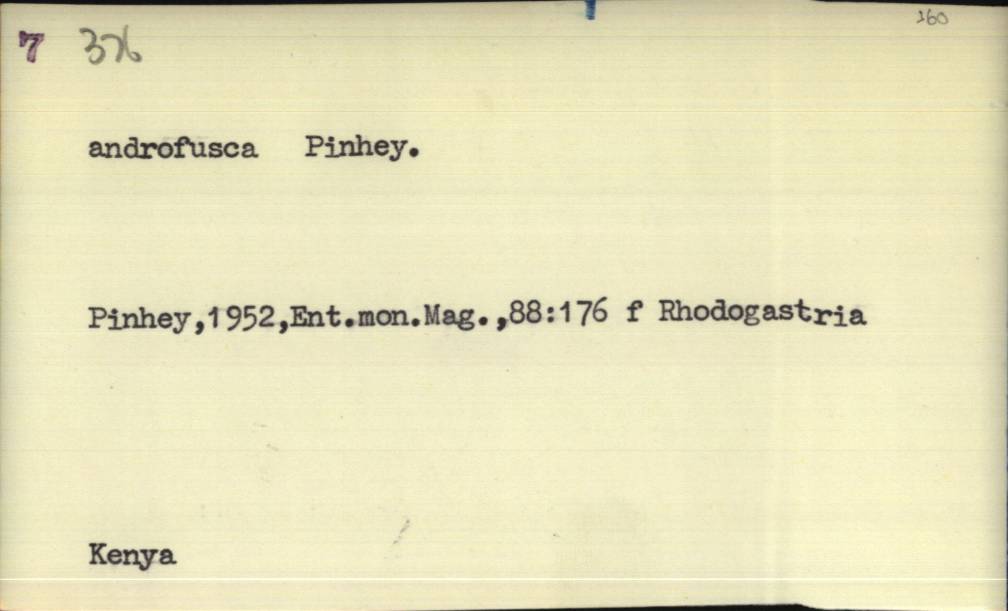 160
7 376
androfusca Pinhey.
Pinhey,1952,Ent.mon.Mag.,88:176 f Rhodogastria
Kenya